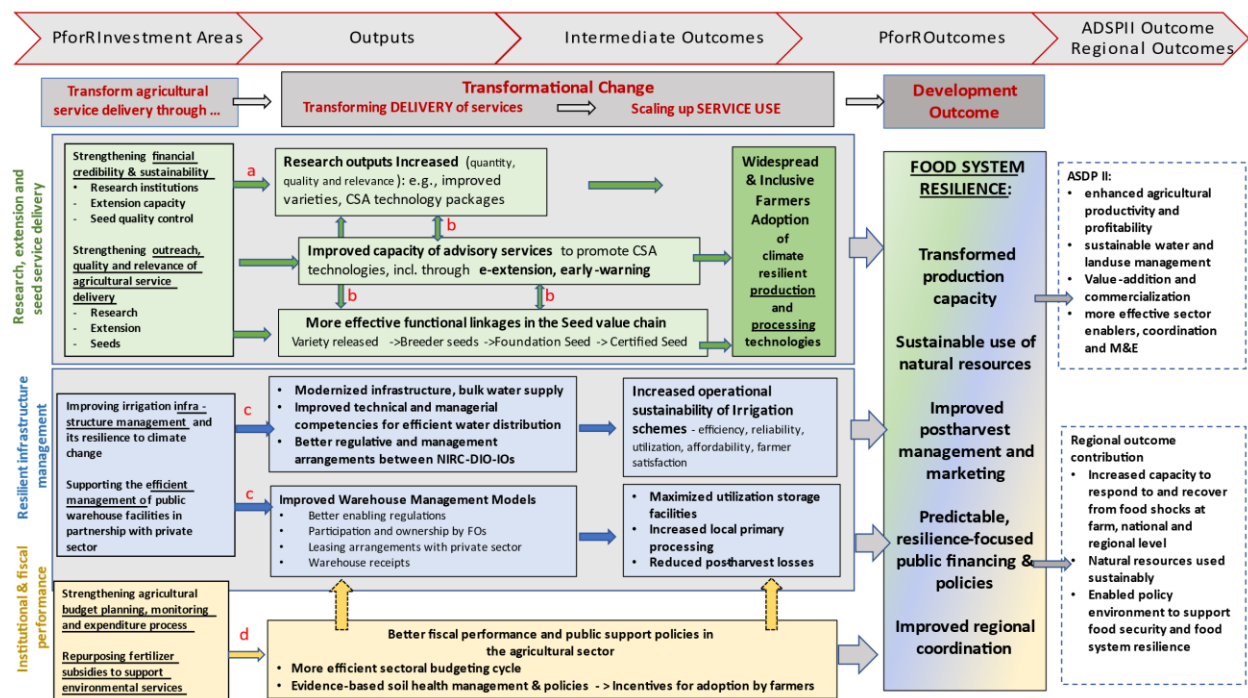 PforRInvestment Areas
Outputs
Intermediate Outcomes
PforROutcomes
ADSPII Outcome
Regional Outcomes
Transform agricultural
service delivery through ...
Transformational Change
Transforming DELIVERY of services
Scaling up SERVICE USE
Development
Outcome
Research, extension and
seed service delivery
Strengthening financial
credibility & sustainability
• Research institutions
- Extension capacity
- Seed quality control
Strengthening outreach,
quality and relevance of
agricultural service
delivery
- Research
- Extension
- Seeds
a
Research outputs Increased (quantity,
quality and relevance): e.g., improved
varieties, CSA technology packages
b
Improved capacity of advisory services to promote CSA
technologies, incl. through e-extension, early-warning
b
b
More effective functional linkages in the Seed value chain
Variety released ->Breeder seeds ->Foundation Seed -> Certified Seed
Widespread
& Inclusive
Farmers
Adoption
of
climate
resilient
production
and
processing
technologies
Resilient infrastructure
management
Improving irrigation infra -
structure management and
its resilience to climate
change
Supporting the efficient
management of public
warehouse facilities in
partnership with private
sector
c
• Modernized infrastructure, bulk water supply
• Improved technical and managerial
competencies for efficient water distribution
• Better regulative and management
arrangements between NIRC-DIO-IOs
Increased operational
sustainability of Irrigation
schemes - efficiency, reliability,
utilization, affordability, farmer
satisfaction
c
Improved Warehouse Management Models
• Better enabling regulations
• Participation and ownership by FOs
• Leasing arrangements with private sector
• Warehouse receipts
• Maximized utilization storage
facilities
• Increased local primary
processing
• Reduced postharvest losses
Institutional & fiscal
performance
Strengthening agricultural
budget planning, monitoring
and expenditure process
Repurposing fertilizer
subsidies to support
environmental services
d
Better fiscal performance and public support policies in
the agricultural sector
• More efficient sectoral budgeting cycle
• Evidence-based soil health management & policies -> Incentives for adoption by farmers
FOOD SYSTEM
RESILIENCE:
Transformed
production
capacity
Sustainable use of
natural resources
Improved
postharvest
management and
marketing
Predictable,
resilience-focused
public financing &
policies
Improved regional
coordination
ASDP II:
• enhanced agricultural
productivity and
profitability
• sustainable water and
landuse management
• Value-addition and
commercialization
• more effective sector
enablers, coordination
and M&E
Regional outcome
contribution
• Increased capacity to
respond to and recover
from food shocks at
farm, national and
regional level
• Natural resources used
sustainably
• Enabled policy
environment to support
food security and food
system resilience